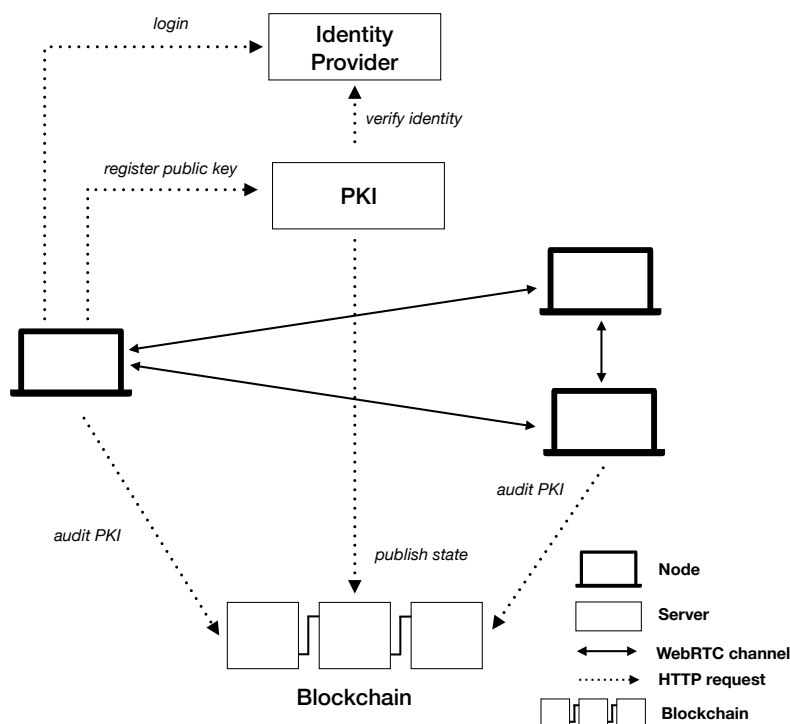 login
Identity
Provider
verify identity
register public key
PKI
audit PKI
audit PKI
publish state
Blockchain
Node
Server
WebRTC channel
HTTP request
Blockchain